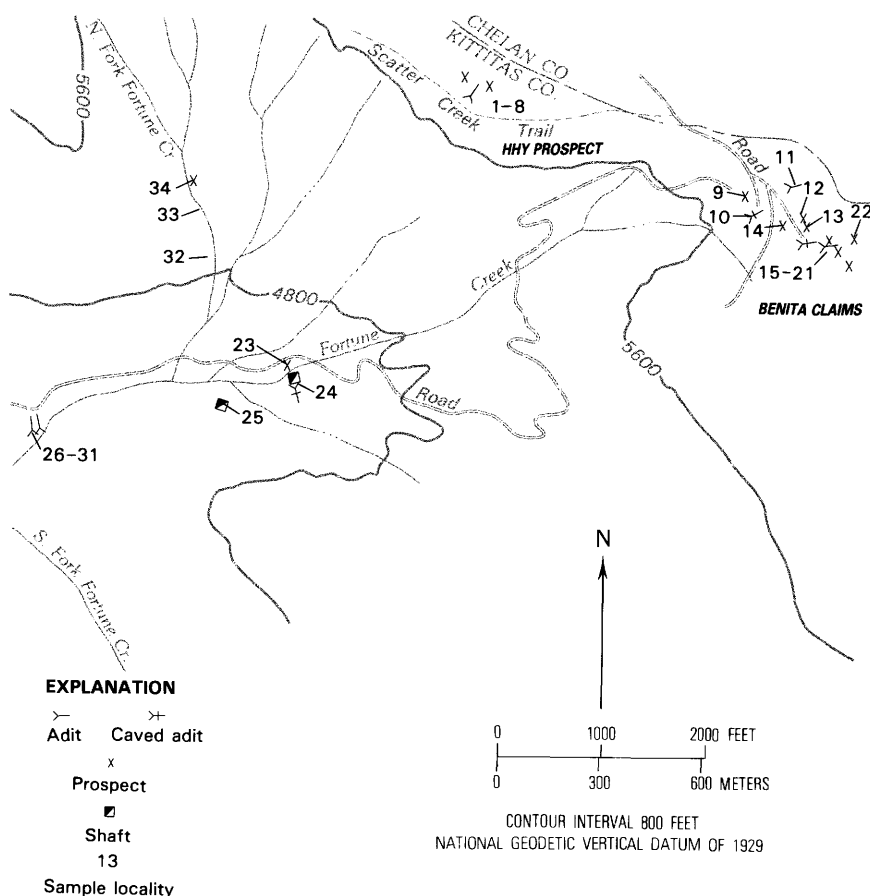 CHELAN CO
KITTITAS CO.
N. Fork Fortune Cr
5600
Scatter Creek Trail
1-8
HHY PROSPECT
Road
11
34
9
12
33
10
13
22
14
32
15-21
4800
Creek
BENITA CLAIMS
23
Fortune
5600
24
Road
25
26-31
S. Fork Fortune Cr.
N
EXPLANATION
Adit Caved adit
Prospect
Shaft
13
Sample locality
0 1000 2000 FEET
0 300 600 METERS
CONTOUR INTERVAL 800 FEET
NATIONAL GEODETIC VERTICAL DATUM OF 1929